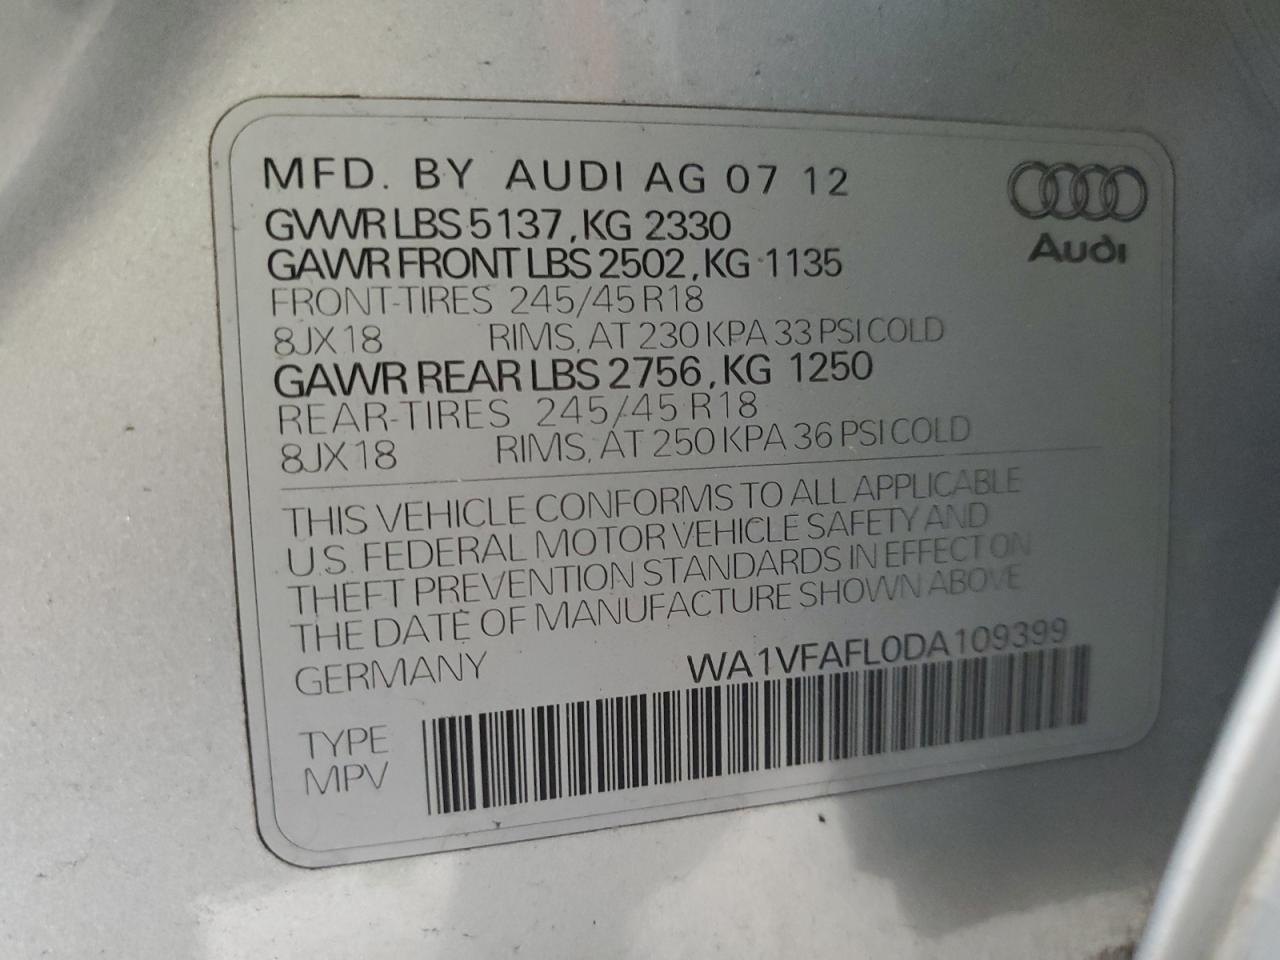 MFD. BY AUDI AG 07 12
GVWR LBS 5137, KG 2330
GAWR FRONT LBS 2502, KG 1135
FRONT-TIRES 245/45 R18
8JX18 RIMS, AT 230 KPA 33 PSI COLD
GAWR REAR LBS 2756, KG 1250
REAR-TIRES 245/45 R18
8JX18 RIMS, AT 250 KPA 36 PSI COLD
Audi
THIS VEHICLE CONFORMS TO ALL APPLICABLE
U.S. FEDERAL MOTOR VEHICLE SAFETY AND
THEFT PREVENTION STANDARDS IN EFFECT ON
THE DATE OF MANUFACTURE SHOWN ABOVE
GERMANY WA1VFAFL0DA109399
TYPE
MPV